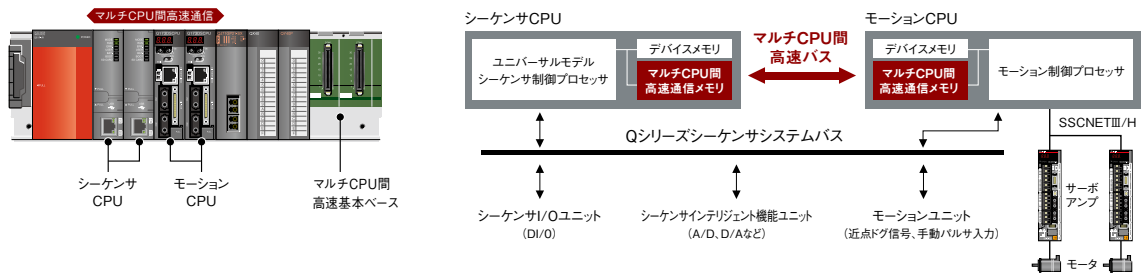 マルチCPU間高速通信
シーケンサ
CPU
モーション
CPU
マルチCPU間
高速基本ベース
シーケンサCPU
ユニバーサルモデル
シーケンサ制御プロセッサ
デバイスメモリ
マルチCPU間
高速通信メモリ
マルチCPU間
高速バス
モーションCPU
デバイスメモリ
マルチCPU間
高速通信メモリ
モーション制御プロセッサ
SSCNETⅢ/H
Qシリーズシーケンサシステムバス
シーケンサI/Oユニット
(DI/O)
シーケンサインテリジェント機能ユニット
(A/D、D/Aなど)
モーションユニット
(近点ドグ信号、手動パルサ入力)
サーボ
アンプ
モータ